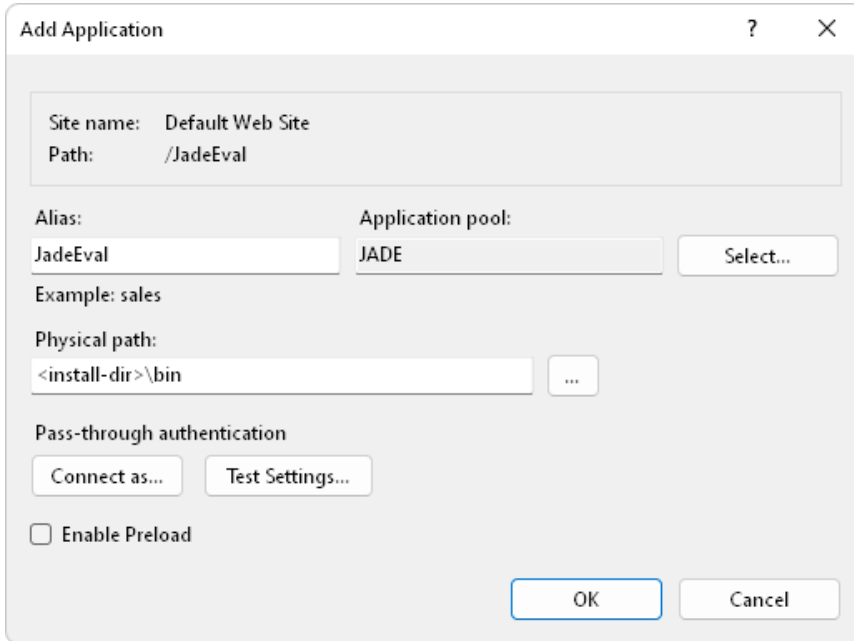 Add Application ? ×
Site name: Default Web Site
Path: /JadeEval
Alias: Application pool:
JadeEval JADE Select...
Example: sales
Physical path:
<install-dir>\bin ...
Pass-through authentication
Connect as... Test Settings...
Enable Preload
OK Cancel